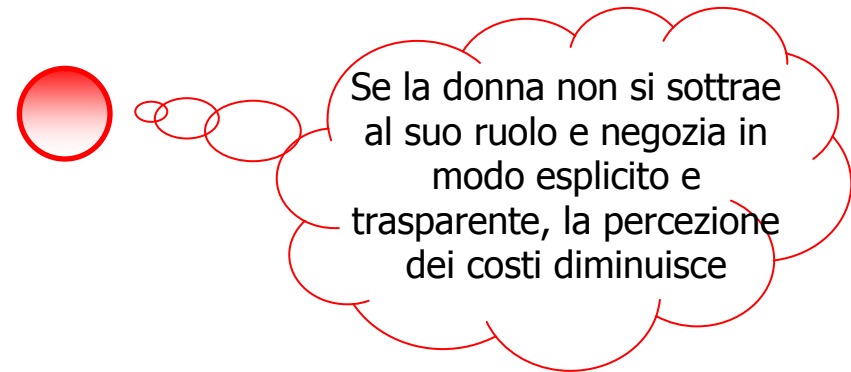 Se la donna non si sottrae
al suo ruolo e negozia in
modo esplicito e
trasparente, la percezione
dei costi diminuisce